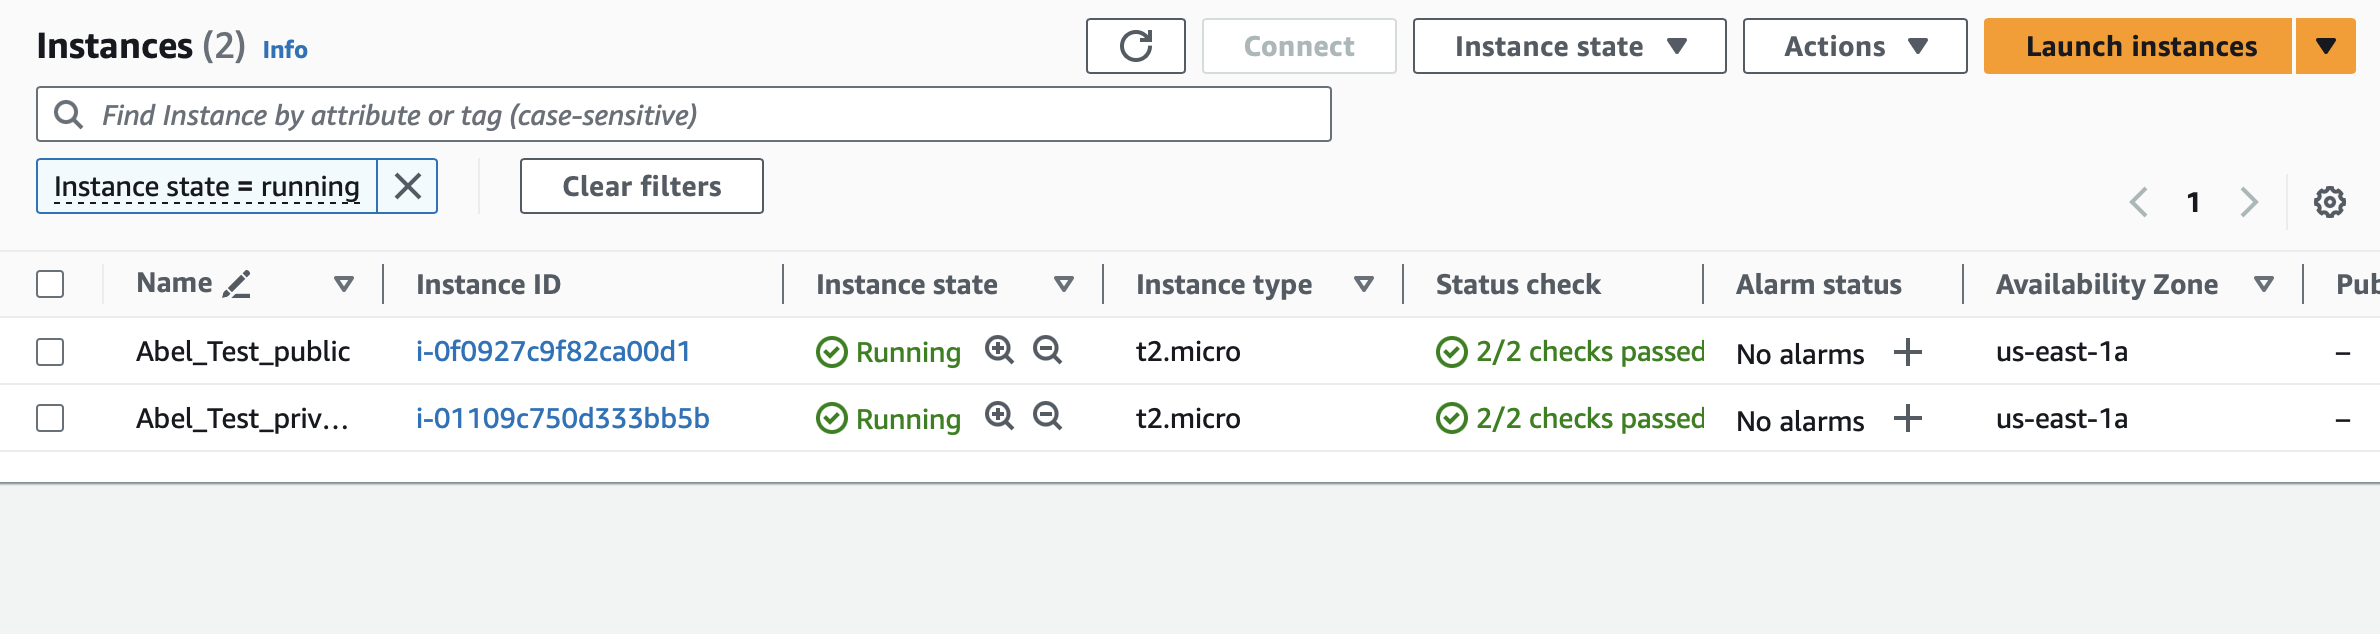 Instances (2) Info Connect Instance state Actions Launch instances
Find Instance by attribute or tag (case-sensitive)
Instance state = running Clear filters
1
Name Instance ID Instance state Instance type Status check Alarm status Availability Zone Pub
Abel_Test_public i-0f0927c9f82ca00d1 Running t2.micro 2/2 checks passed No alarms us-east-1a –
Abel_Test_priv... i-01109c750d333bb5b Running t2.micro 2/2 checks passed No alarms us-east-1a –